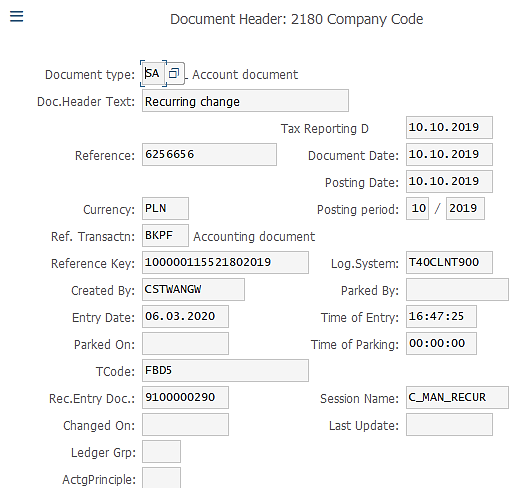 Document Header: 2180 Company Code
Document type: SA Account document
Doc.Header Text: Recurring change
Tax Reporting D 10.10.2019
Reference: 6256656 Document Date: 10.10.2019
Posting Date: 10.10.2019
Currency: PLN Posting period: 10 / 2019
Ref. Transactn: BKPF Accounting document
Reference Key: 100000115521802019 Log.System: T40CLNT900
Created By: CSTWANGW Parked By:
Entry Date: 06.03.2020 Time of Entry: 16:47:25
Parked On: Time of Parking: 00:00:00
TCode: FBD5
Rec.Entry Doc.: 9100000290 Session Name: C_MAN_RECUR
Changed On: Last Update:
Ledger Grp:
ActgPrinciple: